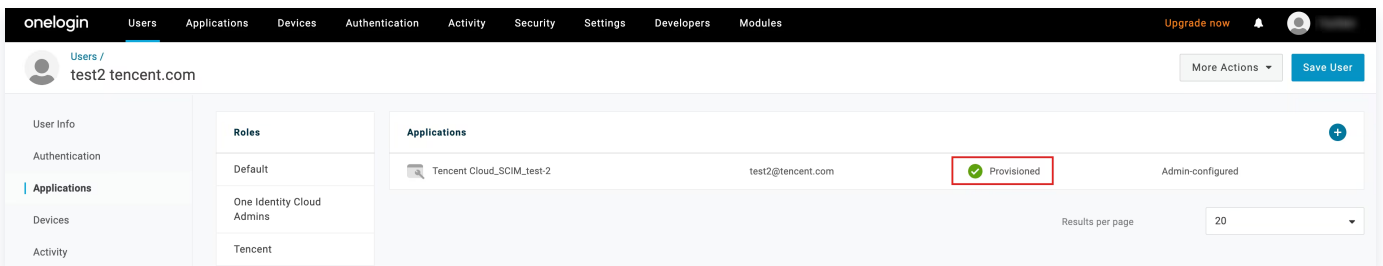 onelogin Users Applications Devices Authentication Activity Security Settings Developers Modules Upgrade now
Users /
test2 tencent.com
More Actions
Save User
User Info
Authentication
Applications
Devices
Activity
Roles
Default
One Identity Cloud
Admins
Tencent
Applications
Tencent Cloud_SCIM_test-2 test2@tencent.com Provisioned Admin-configured
Results per page 20